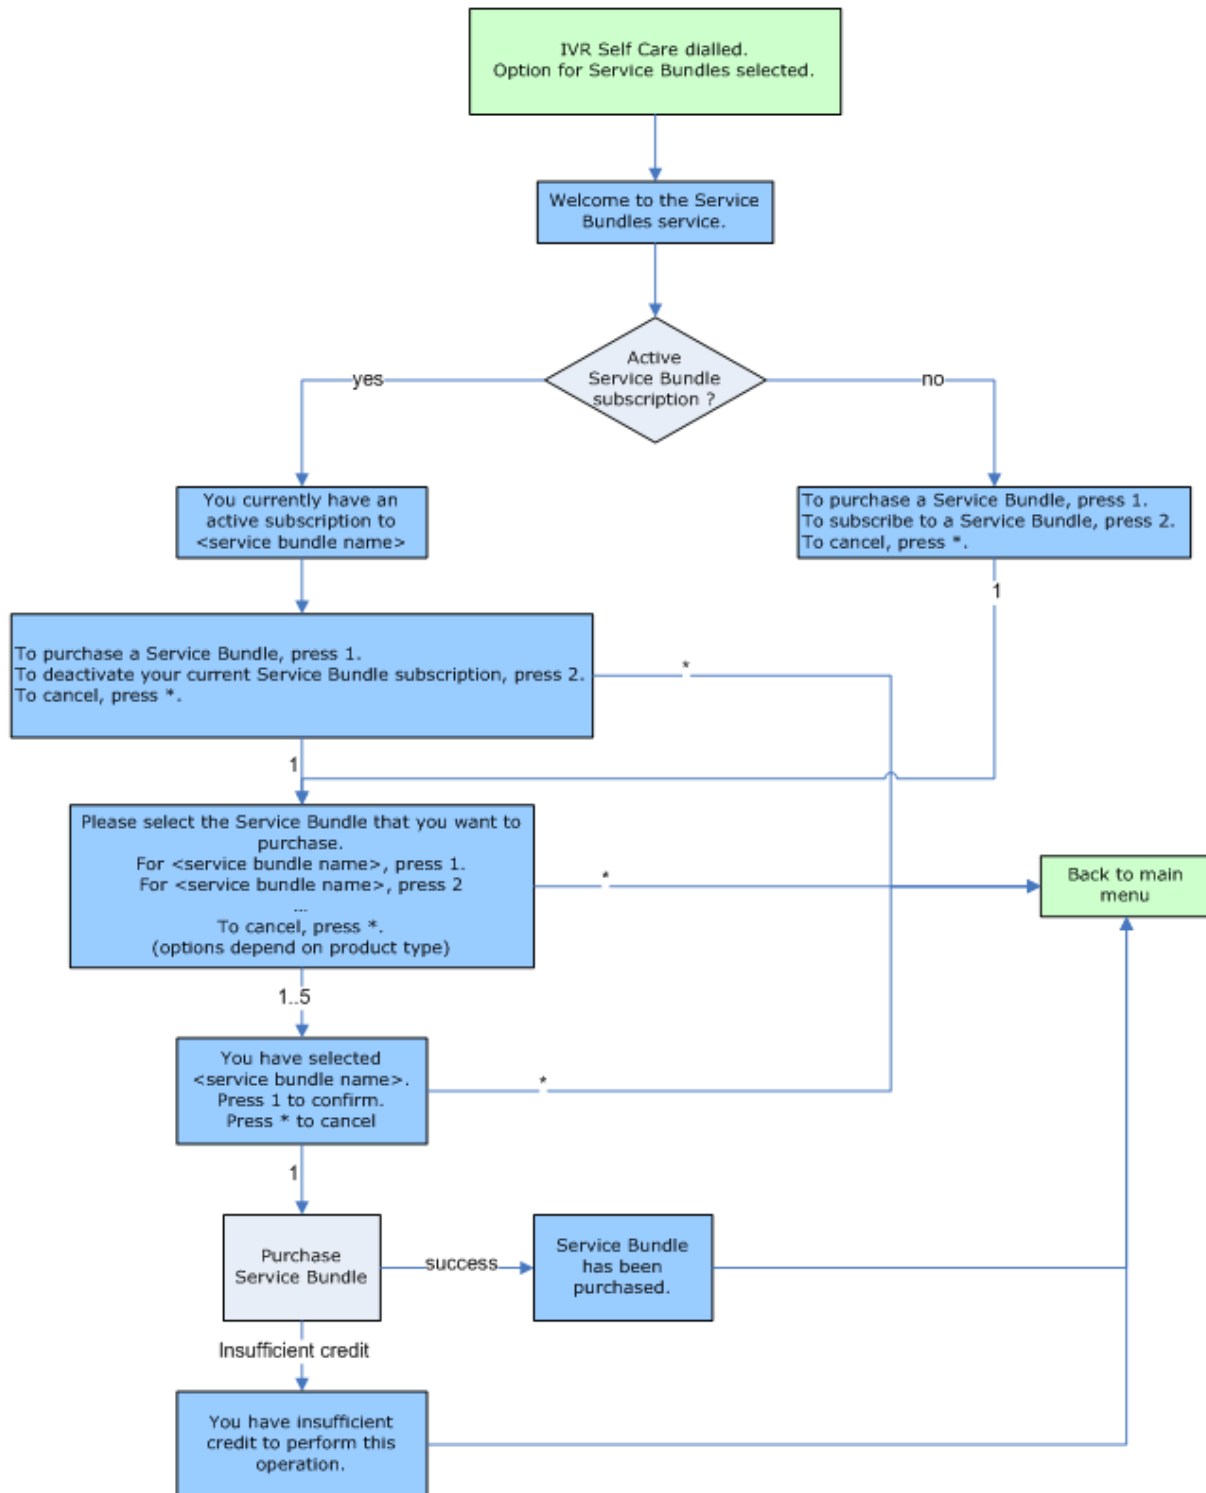 IVR Self Care dialled.
Option for Service Bundles selected.
Welcome to the Service
Bundles service.
Active
Service Bundle
subscription ?
yes
no
You currently have an
active subscription to
<service bundle name>
To purchase a Service Bundle, press 1.
To subscribe to a Service Bundle, press 2.
To cancel, press *.
1
To purchase a Service Bundle, press 1.
To deactivate your current Service Bundle subscription, press 2.
To cancel, press *.
*
1
Please select the Service Bundle that you want to
purchase.
For <service bundle name>, press 1.
For <service bundle name>, press 2
...
To cancel, press *.
(options depend on product type)
*
Back to main
menu
1..5
You have selected
<service bundle name>.
Press 1 to confirm.
Press * to cancel
*
1
Purchase
Service Bundle
success
Service Bundle
has been
purchased.
Insufficient credit
You have insufficient
credit to perform this
operation.